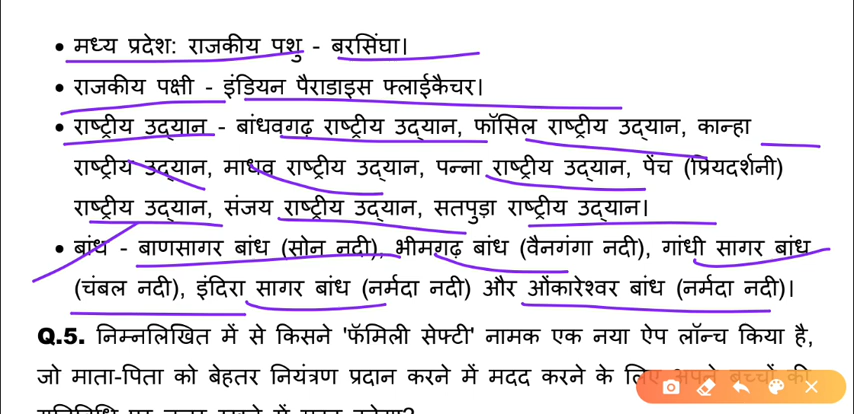 • मध्य प्रदेश: राजकीय पशु - बरसिंघा।
• राजकीय पक्षी - इंडियन पैराडाइस फ्लाईकैचर।
• राष्ट्रीय उद्यान - बांधवगढ़ राष्ट्रीय उद्यान, फॉसिल राष्ट्रीय उद्यान, कान्हा
राष्ट्रीय उद्यान, माधव राष्ट्रीय उद्यान, पन्ना राष्ट्रीय उद्यान, पेंच (प्रियदर्शनी)
राष्ट्रीय उद्यान, संजय राष्ट्रीय उद्यान, सतपुड़ा राष्ट्रीय उद्यान।
• बांध - बाणसागर बांध (सोन नदी), भीमगढ़ बांध (वैनगंगा नदी), गांधी सागर बांध
(चंबल नदी), इंदिरा सागर बांध (नर्मदा नदी) और ओंकारेश्वर बांध (नर्मदा नदी)।
Q.5. निम्नलिखित में से किसने 'फॅमिली सेफ्टी' नामक एक नया ऐप लॉन्च किया है,
जो माता-पिता को बेहतर नियंत्रण प्रदान करने में मदद करने के लिए अपने बच्चों की